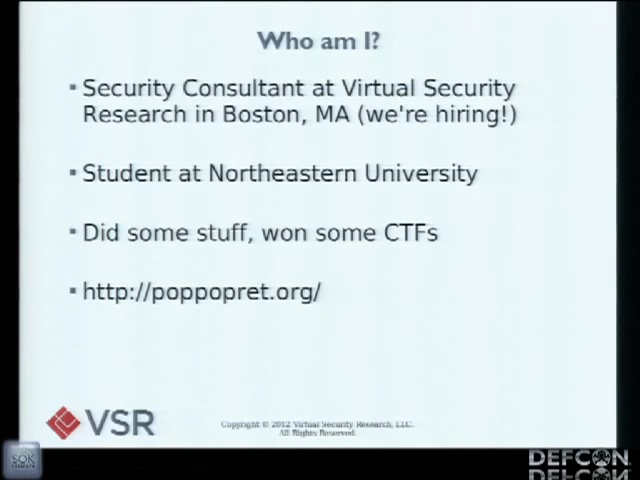 Who am I?
Security Consultant at Virtual Security
Research in Boston, MA (we're hiring!)
Student at Northeastern University
Did some stuff, won some CTFs
http://poppopret.org/
VSR
Copyright © 2012 Virtual Security Research, LLC.
All Rights Reserved.
SOK
DEFCON
DEFCON